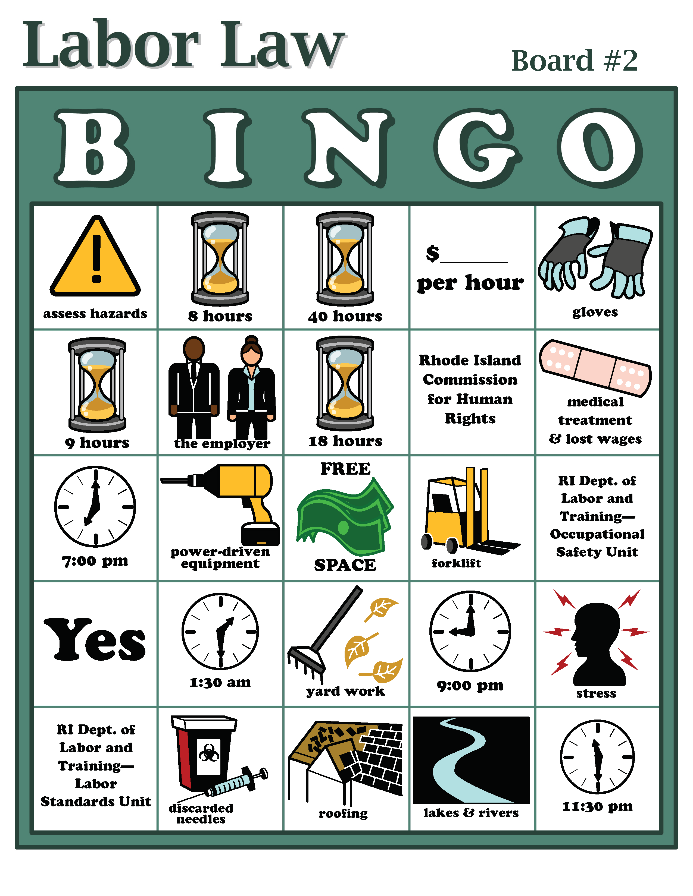 Labor Law
Board #2
B I N G O
assess hazards
8 hours
40 hours
$______
per hour
gloves
9 hours
the employer
18 hours
Rhode Island
Commission
for Human
Rights
medical
treatment
& lost wages
7:00 pm
power-driven
equipment
FREE
SPACE
forklift
RI Dept. of
Labor and
Training—
Occupational
Safety Unit
Yes
1:30 am
yard work
9:00 pm
stress
RI Dept. of
Labor and
Training—
Labor
Standards Unit
discarded
needles
roofing
lakes & rivers
11:30 pm